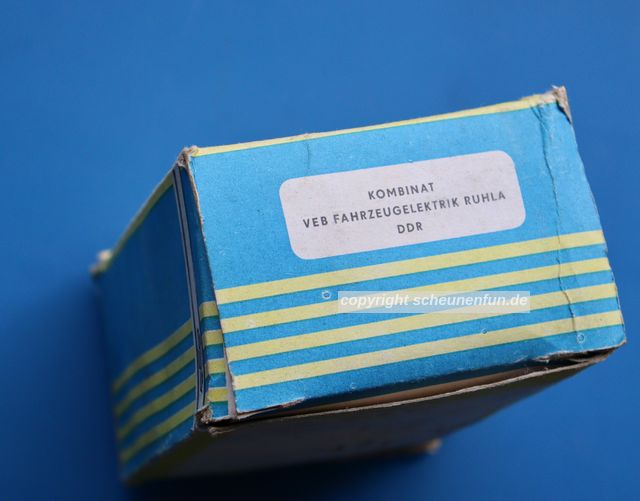 KOMBINAT
VEB FAHRZEUGELEKTRIK RUHLA
DDR
copyright scheunenfun.de